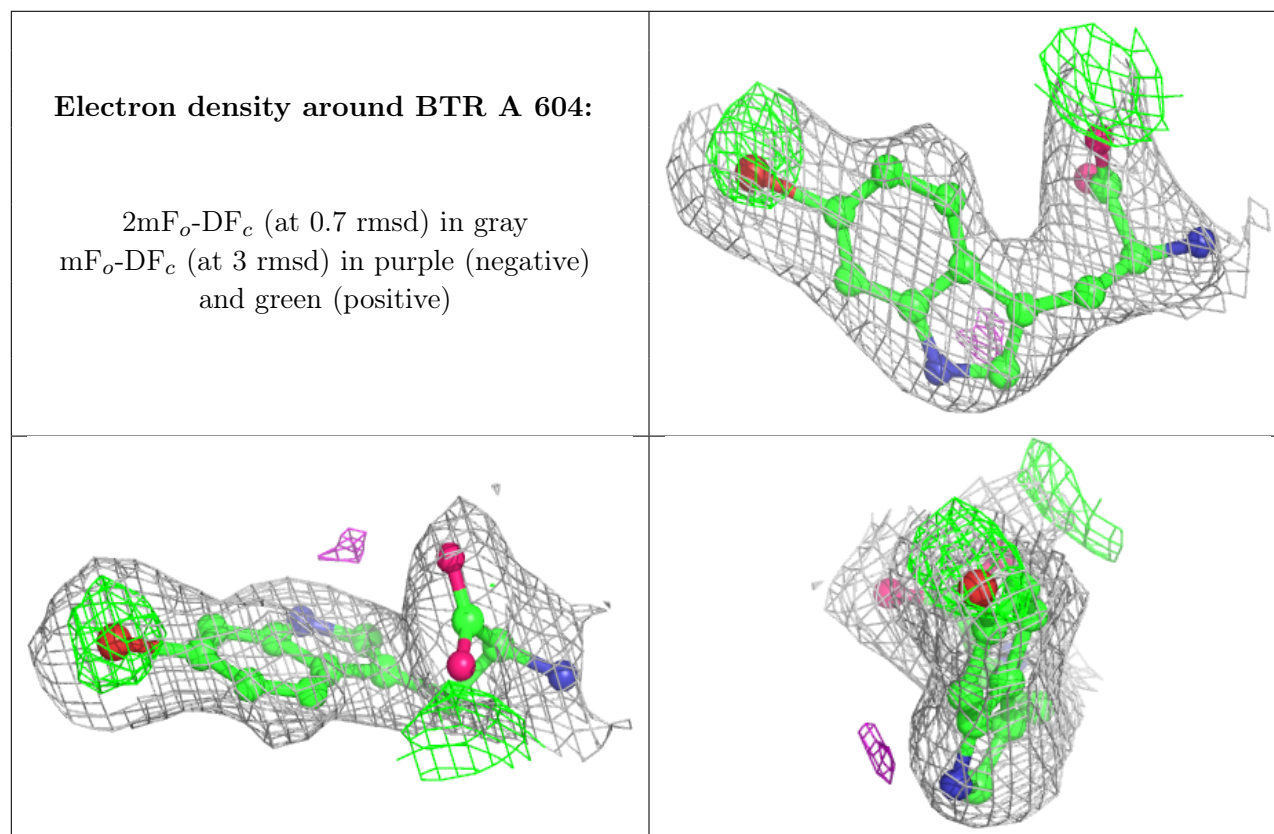 Electron density around BTR A 604:
2mFₒ-DF𝒸 (at 0.7 rmsd) in gray
mFₒ-DF𝒸 (at 3 rmsd) in purple (negative)
and green (positive)